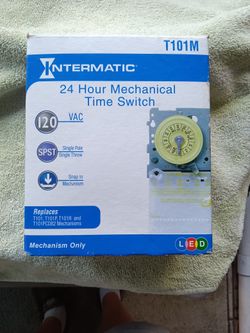 T101M
INTERMATIC®
24 Hour Mechanical
Time Switch
120 VAC
SPST Single Pole
Single Throw
Snap in
Mechanism
Replaces
T101, T101P, T101R and
T101PCD82 Mechanisms
Mechanism Only
LED